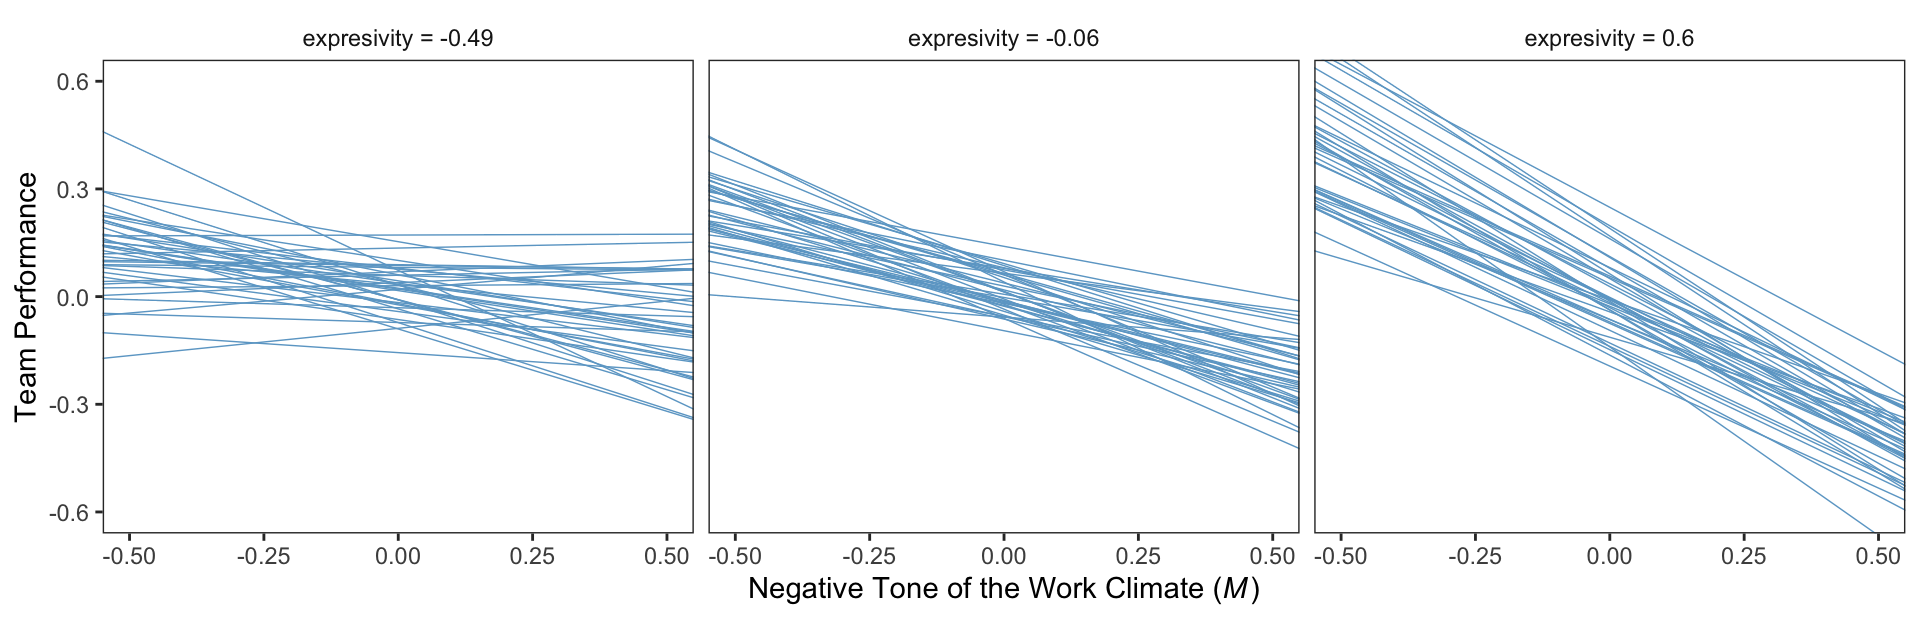 expresivity = -0.49
expresivity = -0.06
expresivity = 0.6
Team Performance
0.6
0.3
0.0
-0.3
-0.6
-0.50 -0.25 0.00 0.25 0.50
-0.50 -0.25 0.00 0.25 0.50
-0.50 -0.25 0.00 0.25 0.50
Negative Tone of the Work Climate (M)